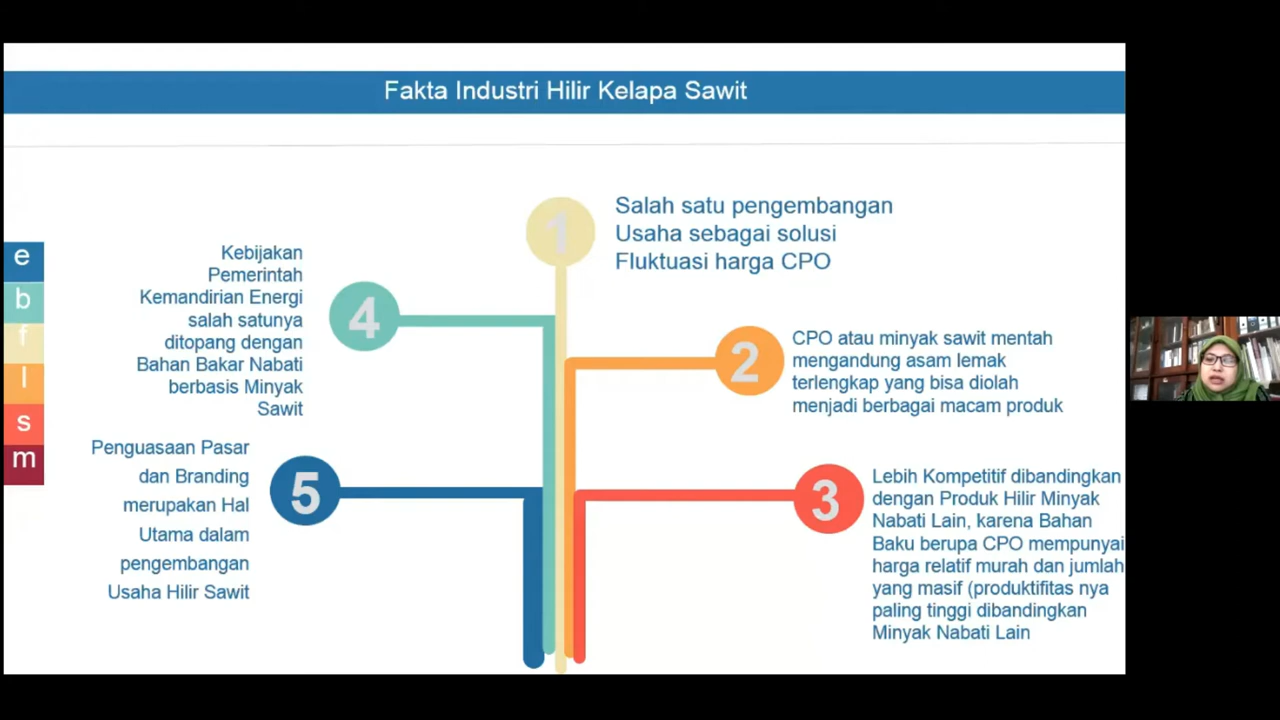 Fakta Industri Hilir Kelapa Sawit
1
Salah satu pengembangan
Usaha sebagai solusi
Fluktuasi harga CPO
2
CPO atau minyak sawit mentah
mengandung asam lemak
terlengkap yang bisa diolah
menjadi berbagai macam produk
3
Lebih Kompetitif dibandingkan
dengan Produk Hilir Minyak
Nabati Lain, karena Bahan
Baku berupa CPO mempunyai
harga relatif murah dan jumlah
yang masif (produktifitas nya
paling tinggi dibandingkan
Minyak Nabati Lain
4
Kebijakan
Pemerintah
Kemandirian Energi
salah satunya
ditopang dengan
Bahan Bakar Nabati
berbasis Minyak
Sawit
5
Penguasaan Pasar
dan Branding
merupakan Hal
Utama dalam
pengembangan
Usaha Hilir Sawit
e
b
f
l
s
m